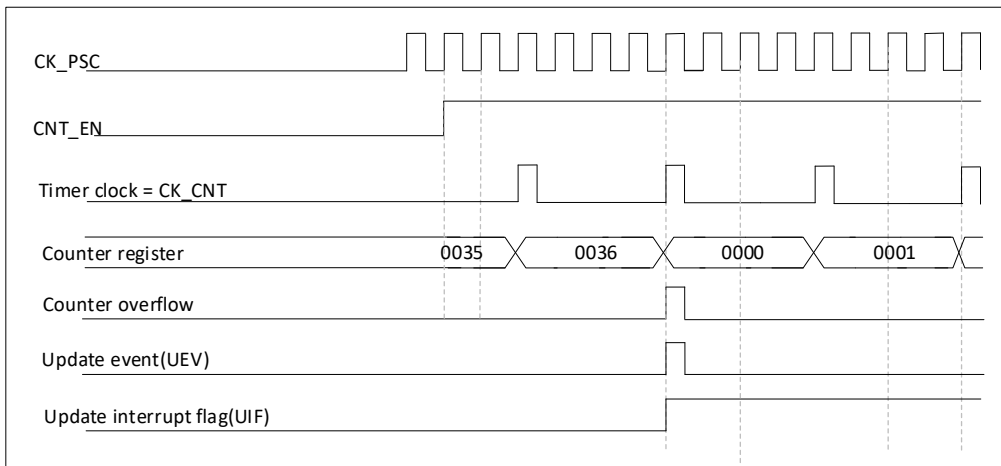 CK_PSC
CNT_EN
Timer clock = CK_CNT
Counter register 0035 0036 0000 0001
Counter overflow
Update event(UEV)
Update interrupt flag(UIF)